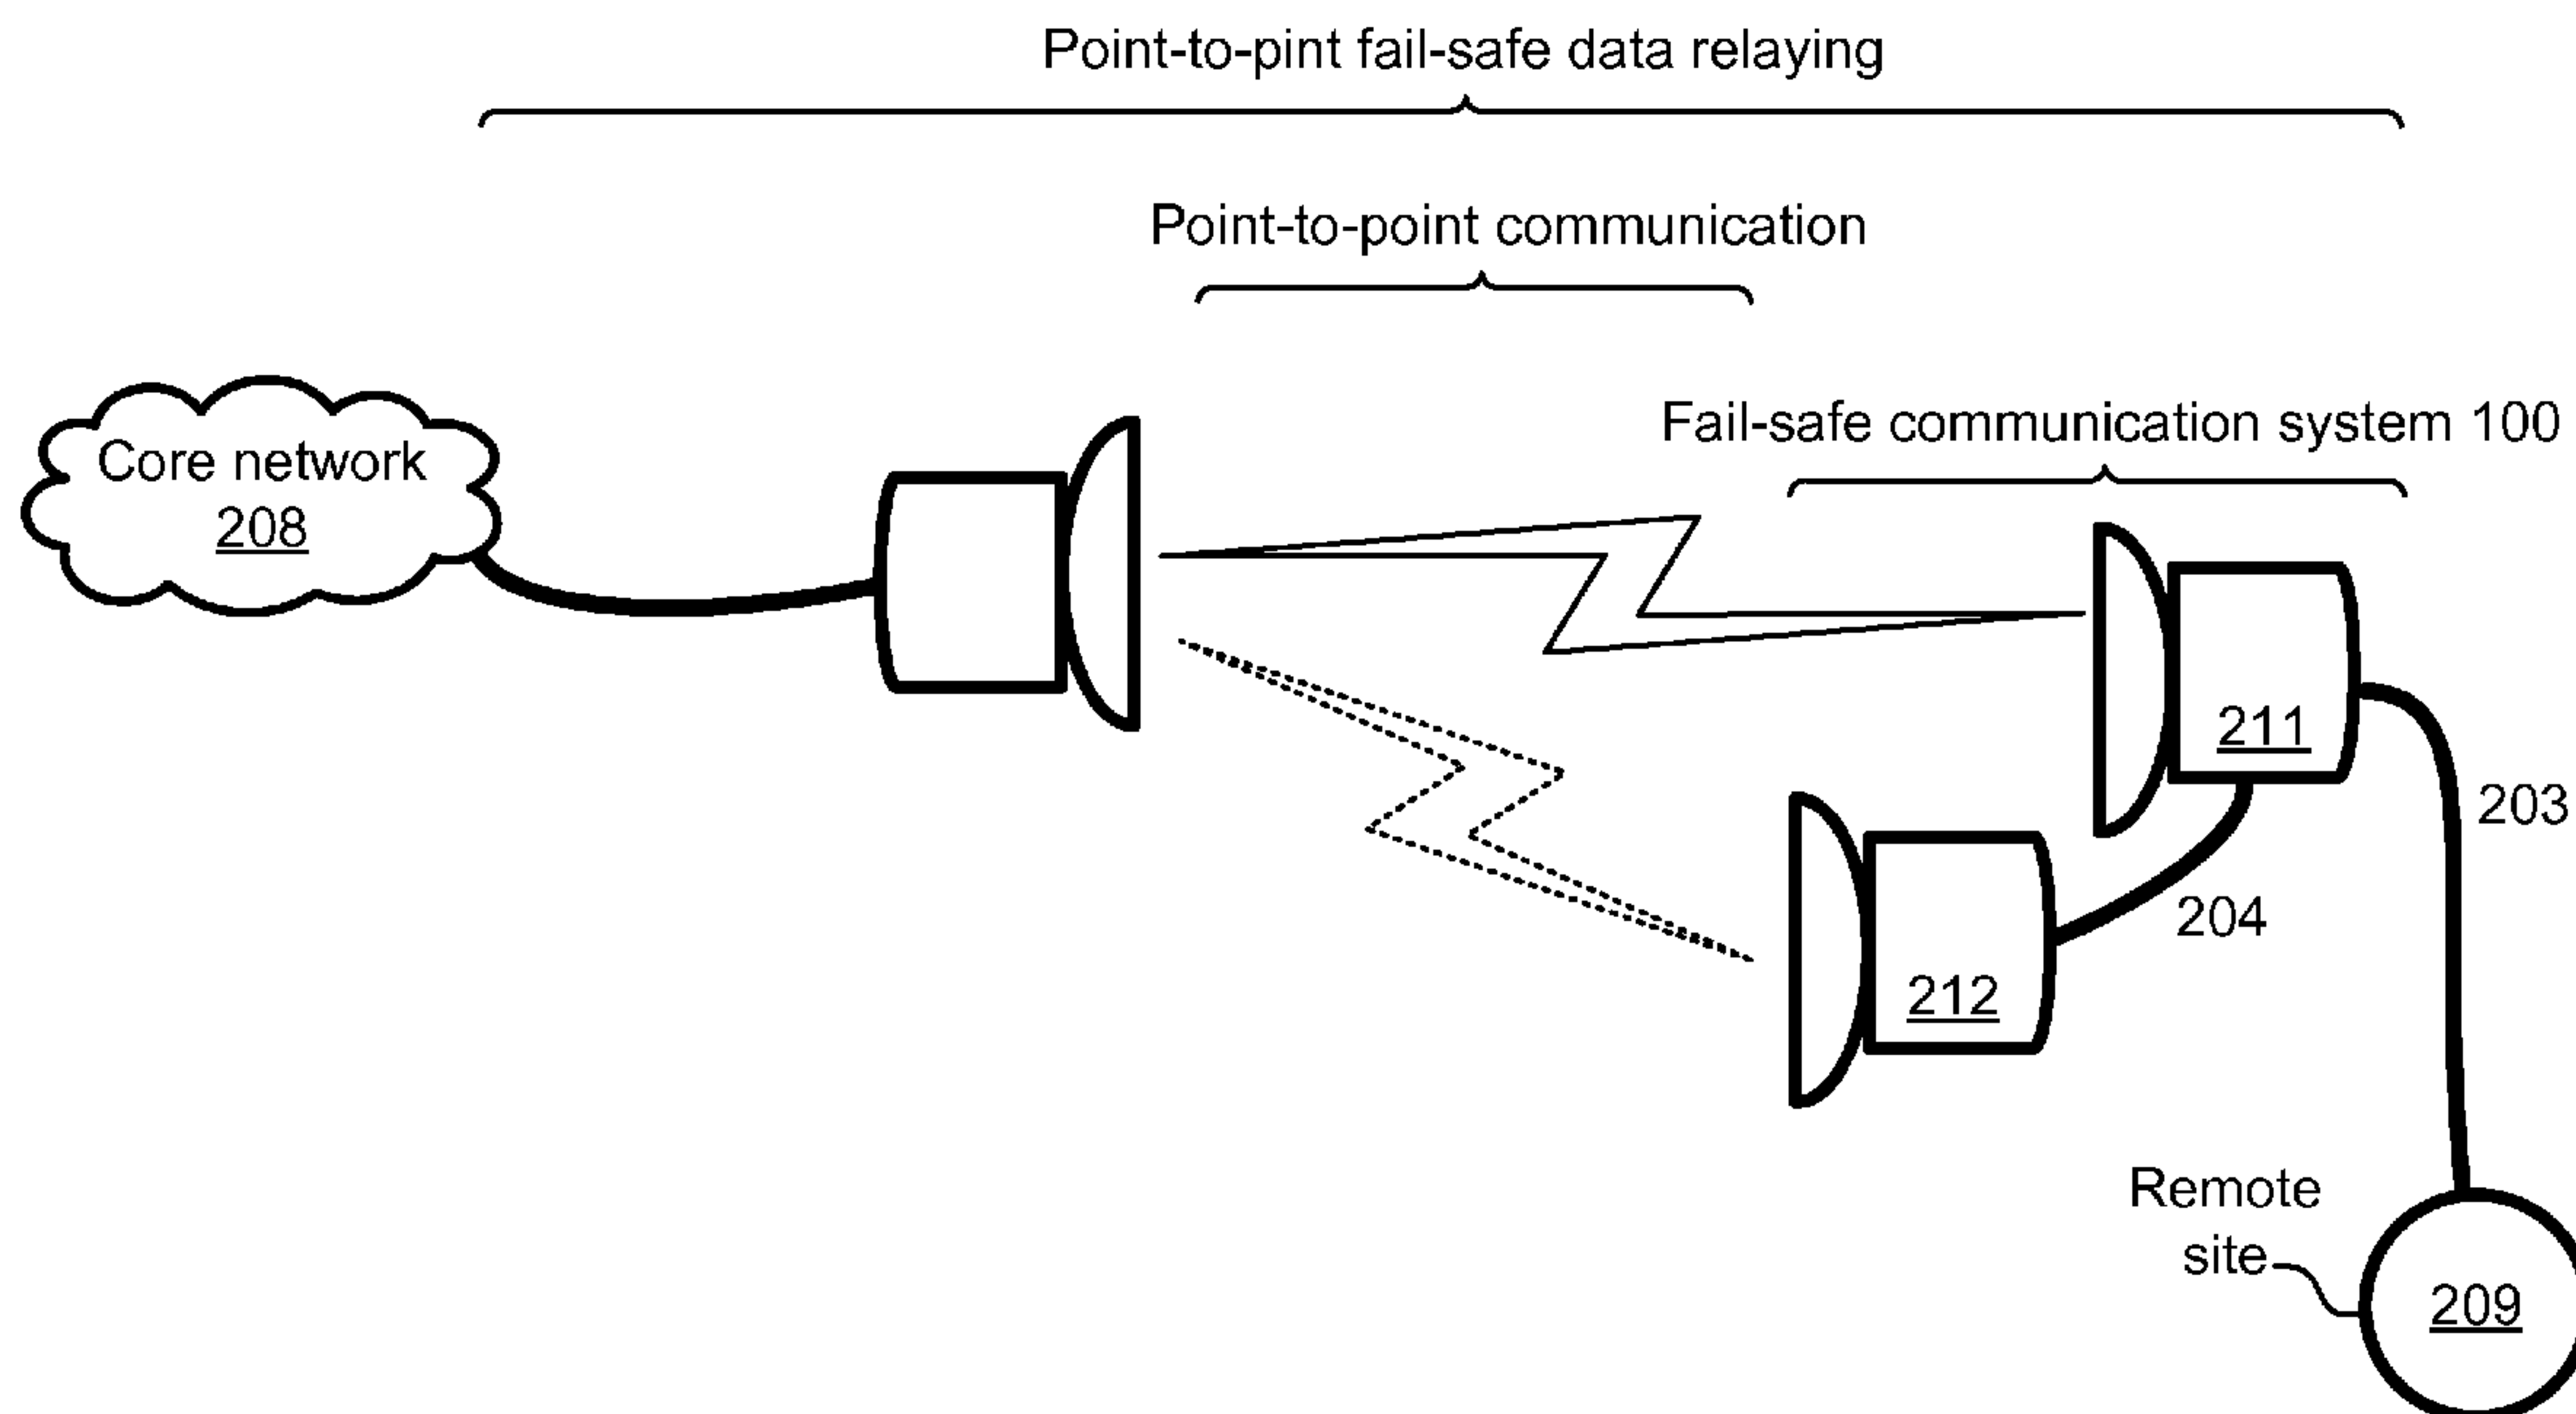 Point-to-pint fail-safe data relaying
Point-to-point communication
Fail-safe communication system 100
Core network
208
211
203
204
212
Remote
site
209